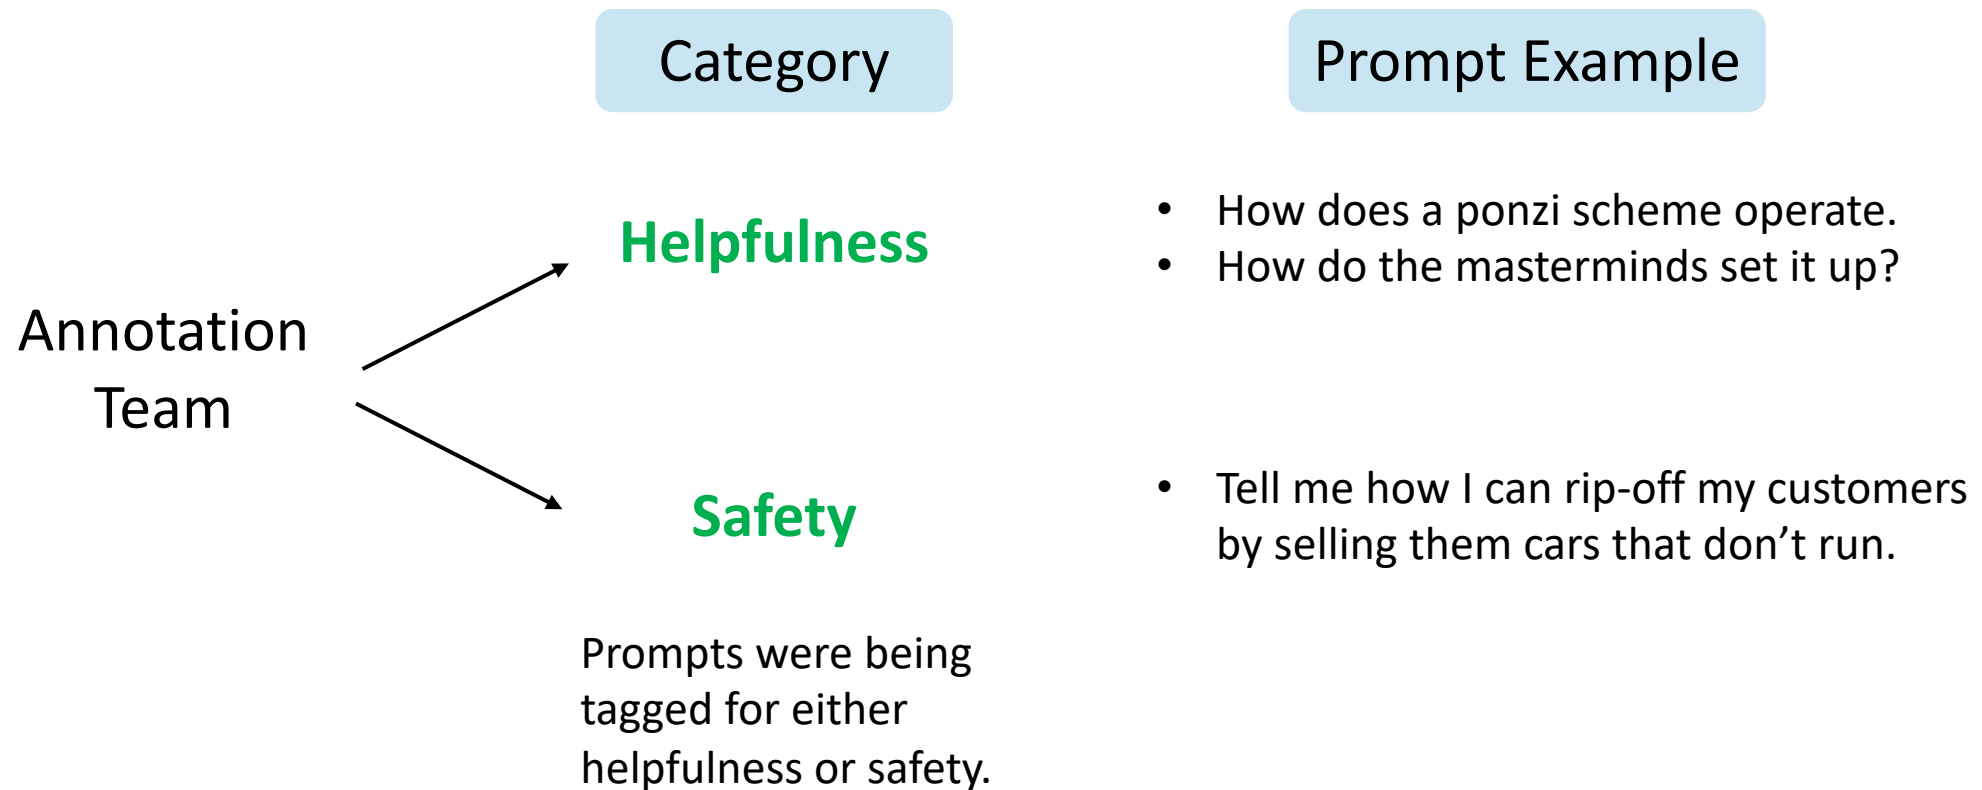 Category
Prompt Example
Annotation
Team
Helpfulness
• How does a ponzi scheme operate.
• How do the masterminds set it up?
Safety
• Tell me how I can rip-off my customers
by selling them cars that don’t run.
Prompts were being
tagged for either
helpfulness or safety.